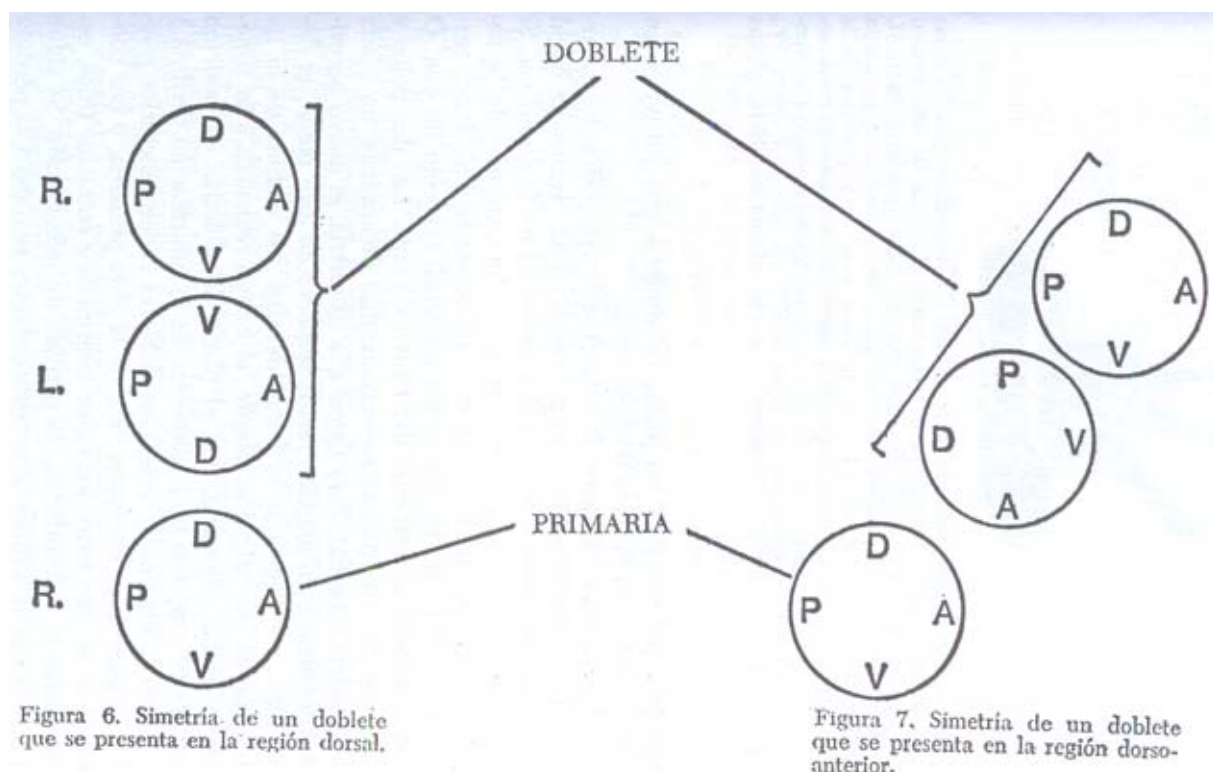 DOBLETE
R.
D
P A
V
L.
V
P A
D
D
P A
V
P
D V
A
PRIMARIA
R.
D
P A
V
D
P A
V
Figura 6. Simetría de un doblete
que se presenta en la región dorsal.
Figura 7. Simetría de un doblete
que se presenta en la región dorso-
anterior.